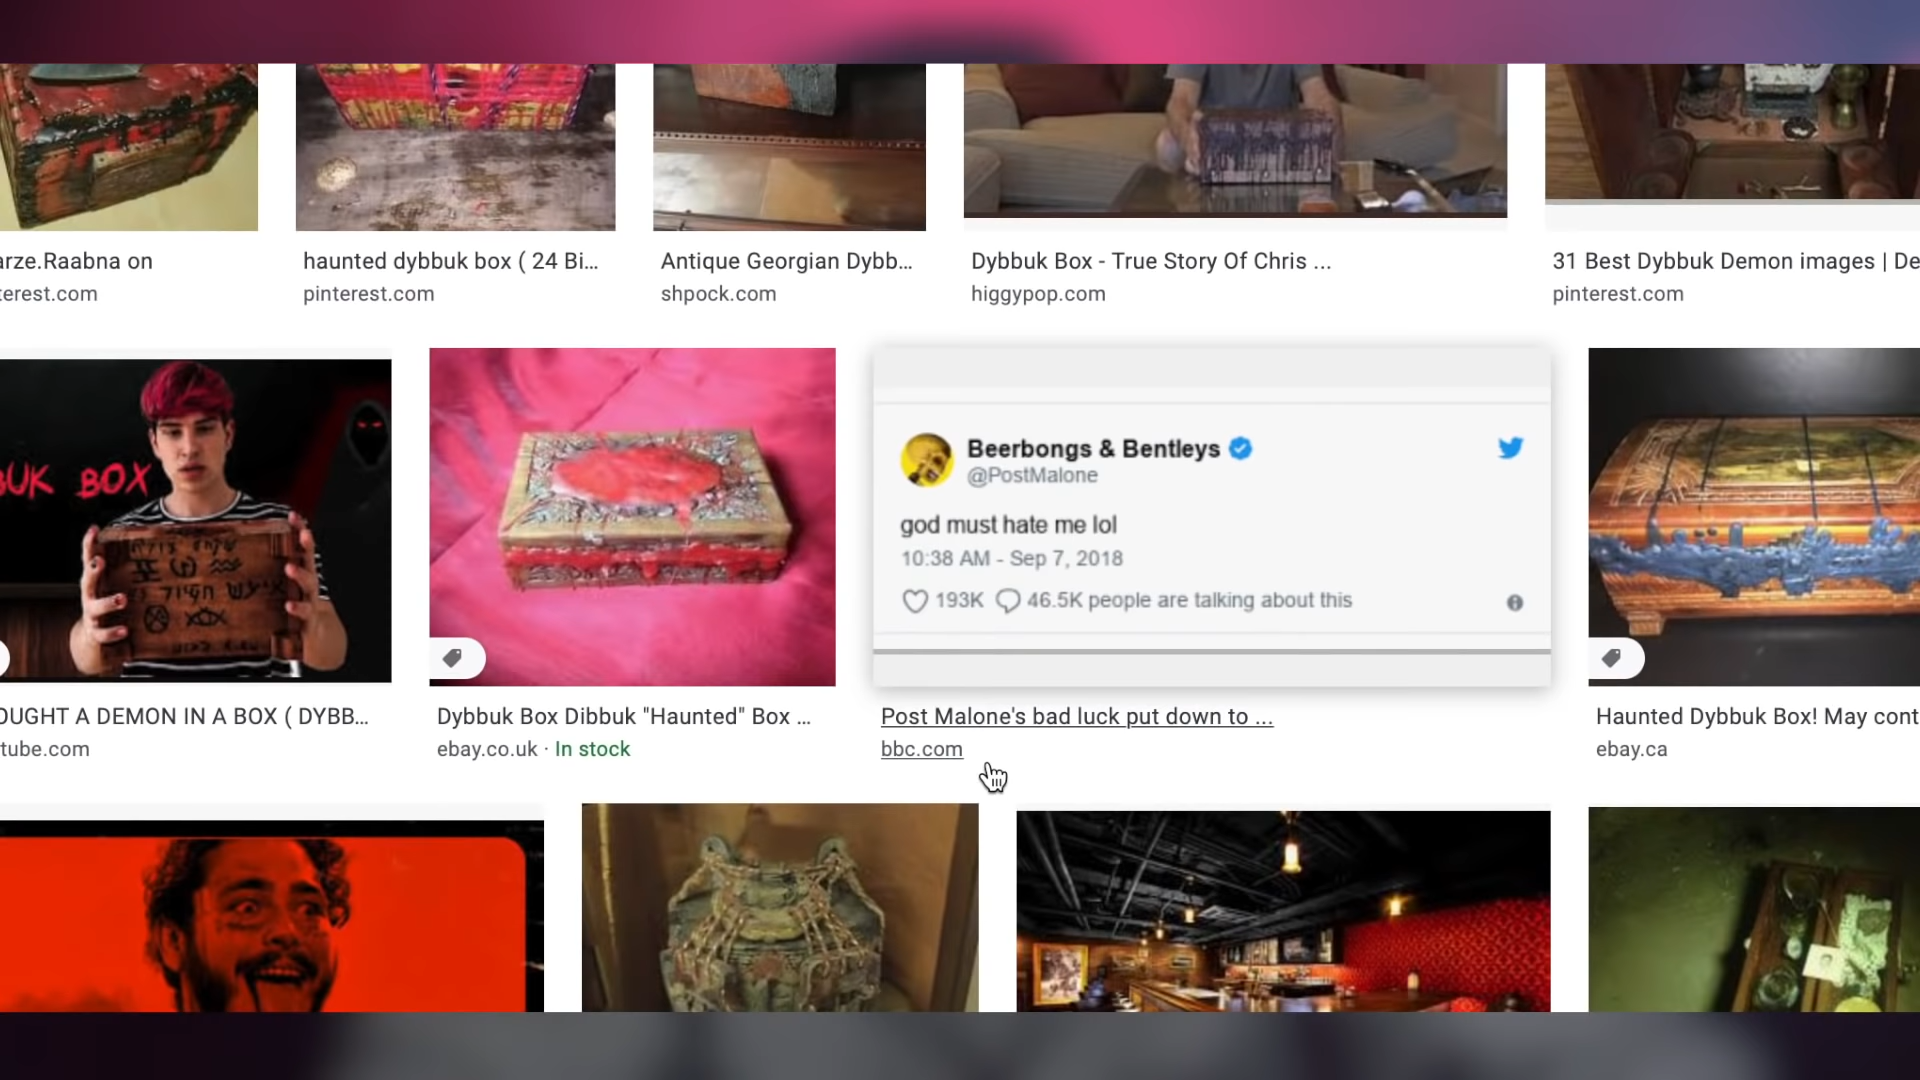 arze.Raabna on
erest.com
haunted dybbuk box ( 24 Bi...
pinterest.com
Antique Georgian Dybb...
shpock.com
Dybbuk Box - True Story Of Chris ...
higgypop.com
31 Best Dybbuk Demon images | De
pinterest.com
BUK BOX
Beerbongs & Bentleys
@PostMalone
god must hate me lol
10:38 AM - Sep 7, 2018
193K 46.5K people are talking about this
OUGHT A DEMON IN A BOX ( DYBB...
tube.com
Dybbuk Box Dibbuk "Haunted" Box ...
ebay.co.uk · In stock
Post Malone's bad luck put down to ...
bbc.com
Haunted Dybbuk Box! May cont
ebay.ca